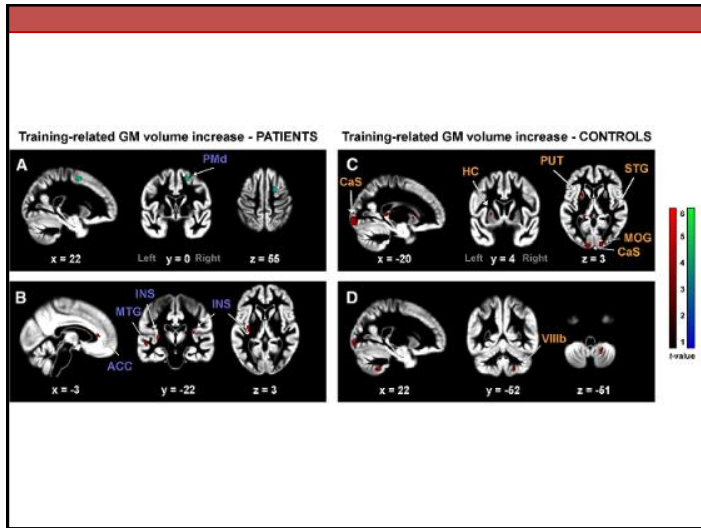 Training-related GM volume increase - PATIENTS
A
PMd
x = 22
Left
y = 0
Right
z = 55
B
INS
MTG
INS
ACC
x = -3
y = -22
z = 3
Training-related GM volume increase - CONTROLS
C
CaS
HC
PUT
STG
MOG
CaS
x = -20
Left
y = 4
Right
z = 3
D
VIIIb
x = 22
y = -52
z = -51
6
5
4
3
2
1
t-value